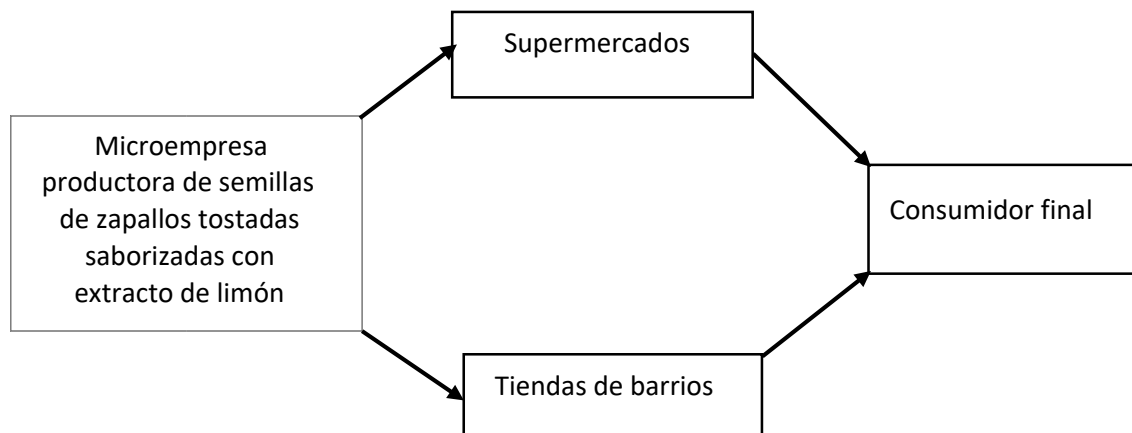 Supermercados
Microempresa
productora de semillas
de zapallos tostadas
saborizadas con
extracto de limón
Consumidor final
Tiendas de barrios